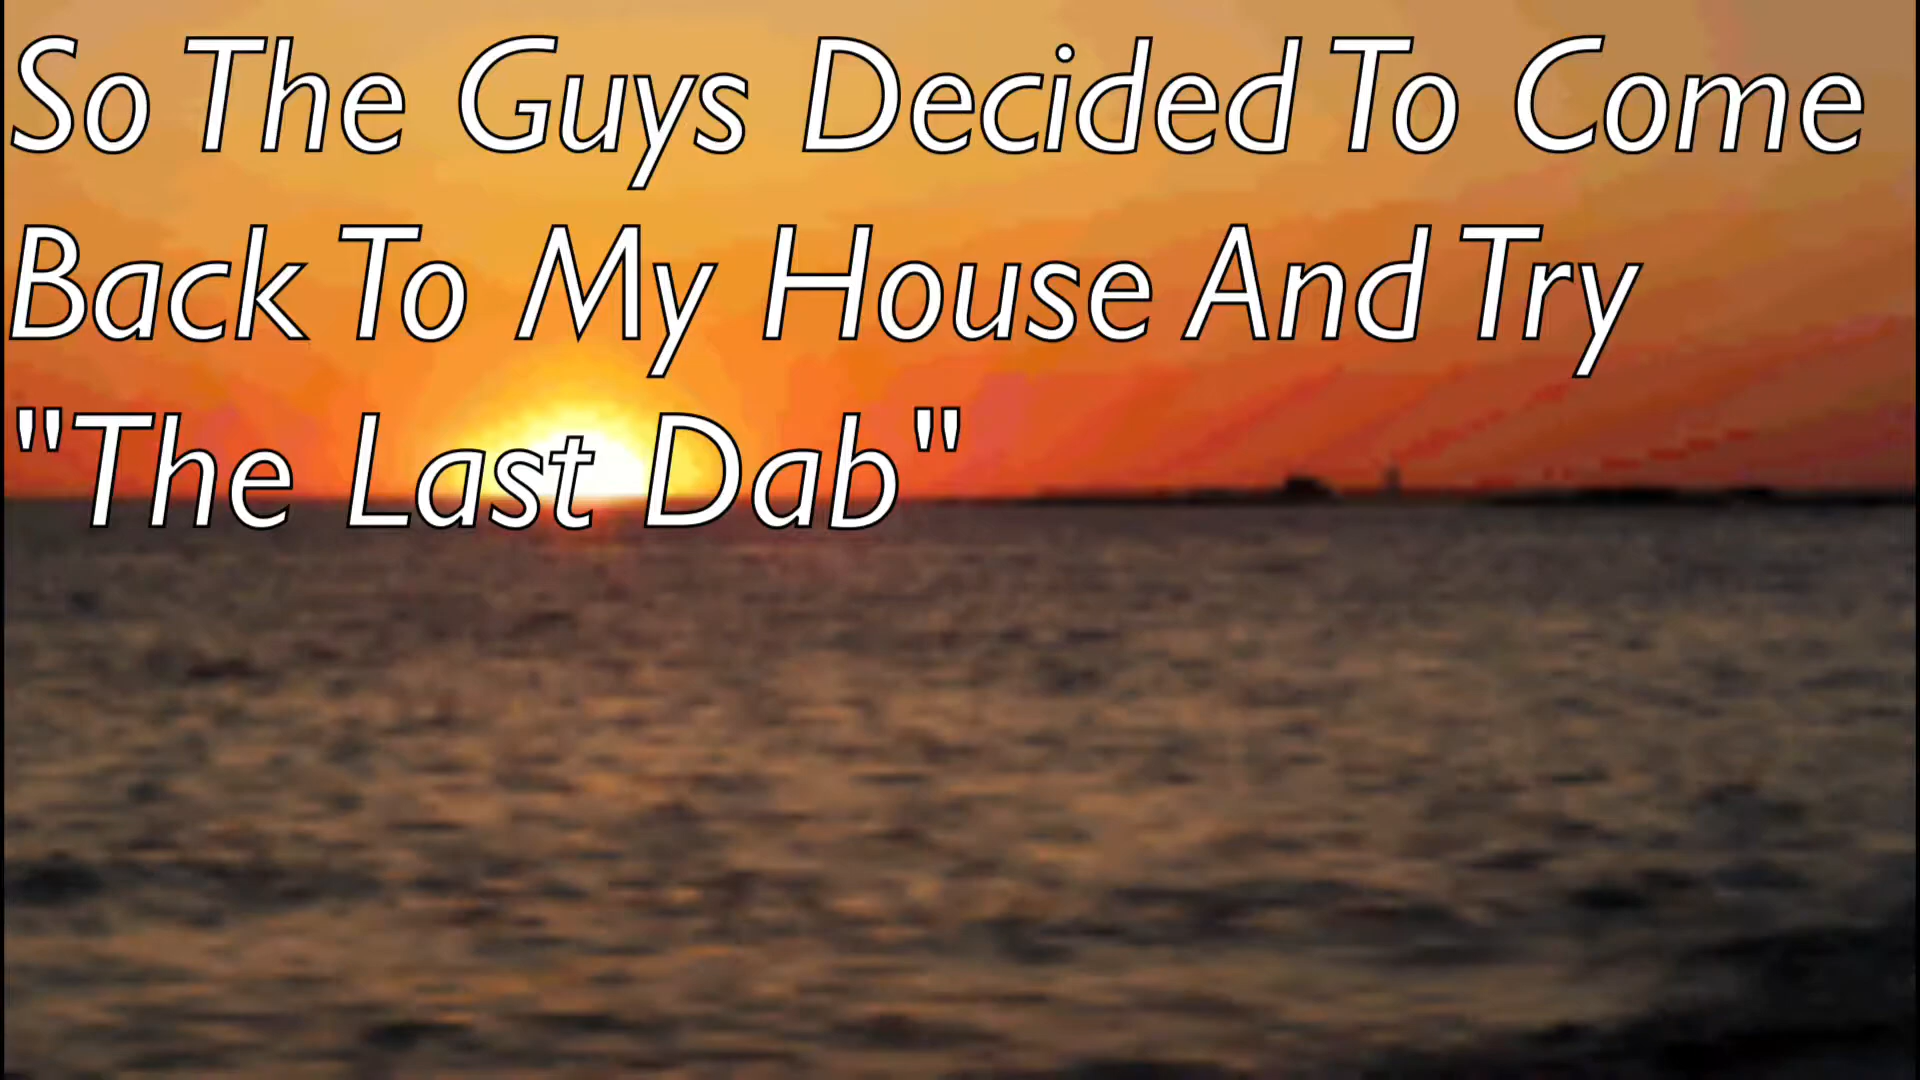 So The Guys Decided To Come
Back To My House And Try
"The Last Dab"